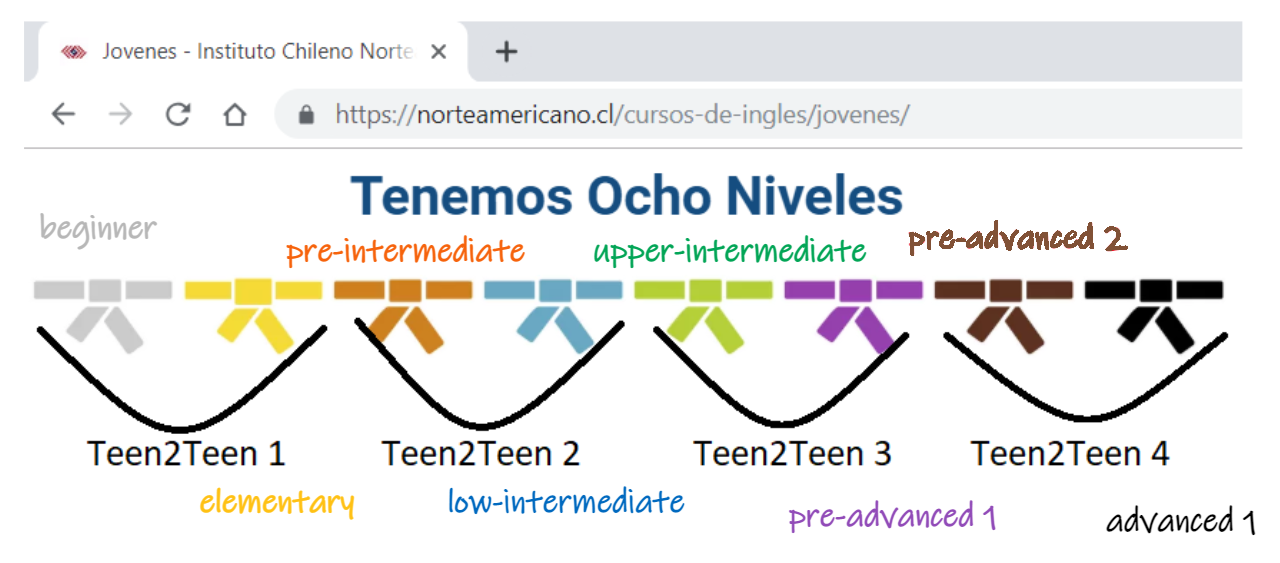 Jovenes - Instituto Chileno Norte
https://norteamericano.cl/cursos-de-ingles/jovenes/
Tenemos Ocho Niveles
beginner
pre-intermediate
upper-intermediate
pre-advanced 2
Teen2Teen 1
Teen2Teen 2
Teen2Teen 3
Teen2Teen 4
elementary
low-intermediate
pre-advanced 1
advanced 1